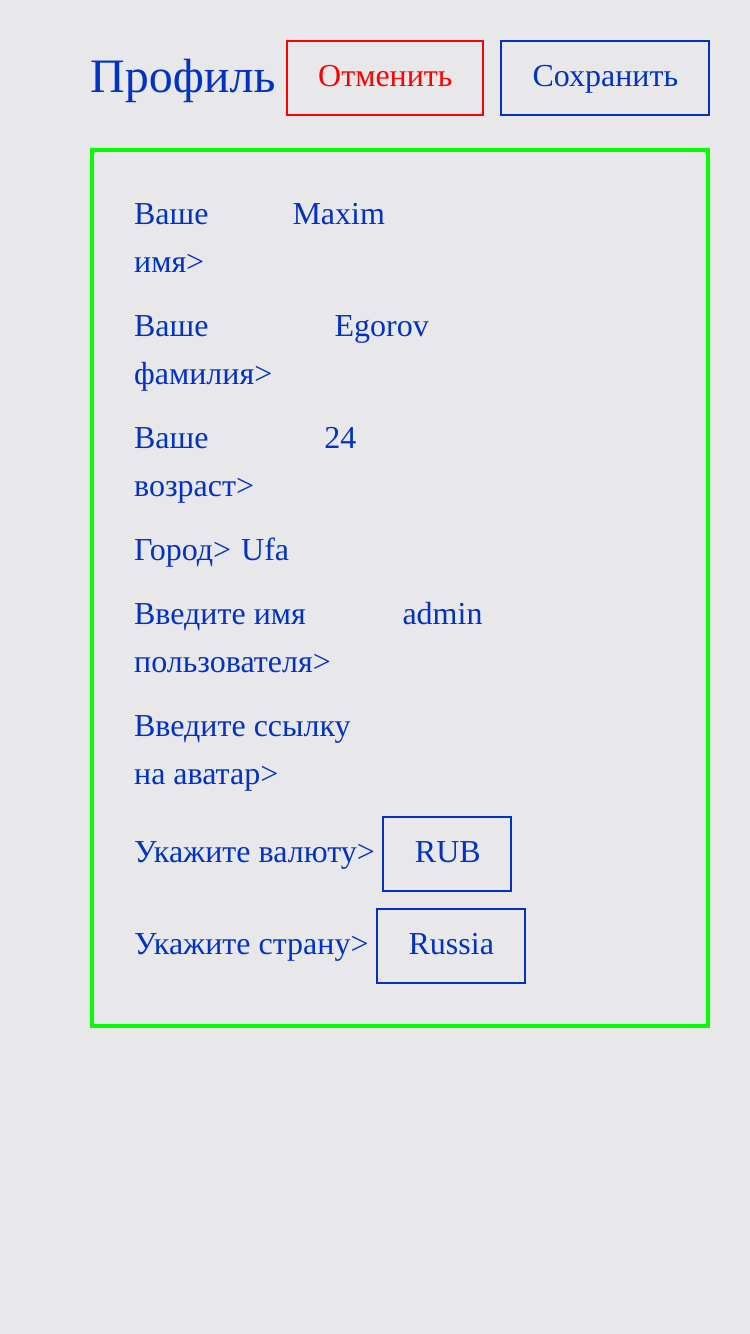 Профиль Отменить Сохранить
Ваше Maxim
имя>
Ваше Egorov
фамилия>
Ваше 24
возраст>
Город> Ufa
Введите имя admin
пользователя>
Введите ссылку
на аватар>
Укажите валюту> RUB
Укажите страну> Russia